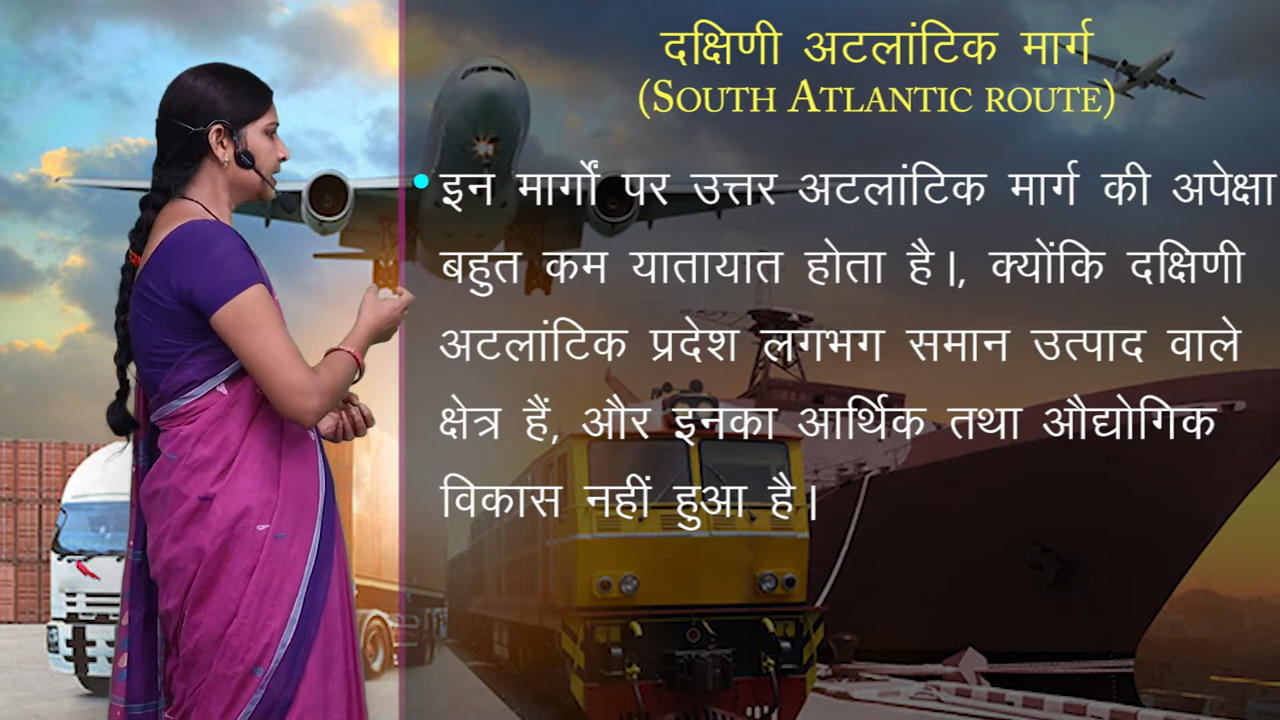 दक्षिणी अटलांटिक मार्ग
(SOUTH ATLANTIC ROUTE)
• इन मार्गों पर उत्तर अटलांटिक मार्ग की अपेक्षा
बहुत कम यातायात होता है।, क्योंकि दक्षिणी
अटलांटिक प्रदेश लगभग समान उत्पाद वाले
क्षेत्र हैं, और इनका आर्थिक तथा औद्योगिक
विकास नहीं हुआ है।